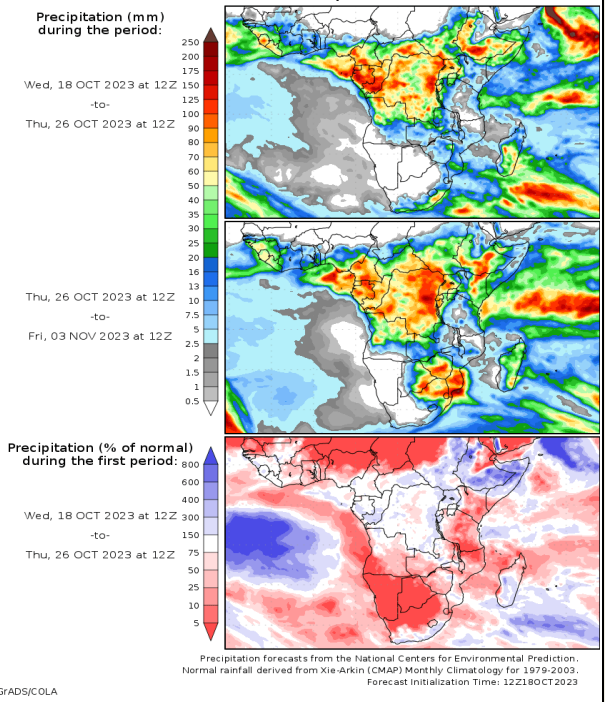 Precipitation (mm)
during the period:
250
200
175
150
125
100
90
80
70
60
50
40
35
30
25
20
16
13
10
7.5
5
2.5
2
1.5
1
0.5
Wed, 18 OCT 2023 at 12Z
-to-
Thu, 26 OCT 2023 at 12Z
Thu, 26 OCT 2023 at 12Z
-to-
Fri, 03 NOV 2023 at 12Z
Precipitation (% of normal)
during the first period:
800
600
400
300
150
75
50
25
10
5
Wed, 18 OCT 2023 at 12Z
-to-
Thu, 26 OCT 2023 at 12Z
Precipitation forecasts from the National Centers for Environmental Prediction.
Normal rainfall derived from Xie-Arkin (CMAP) Monthly Climatology for 1979-2003.
Forecast Initialization Time: 12Z18OCT2023
GrADS/COLA